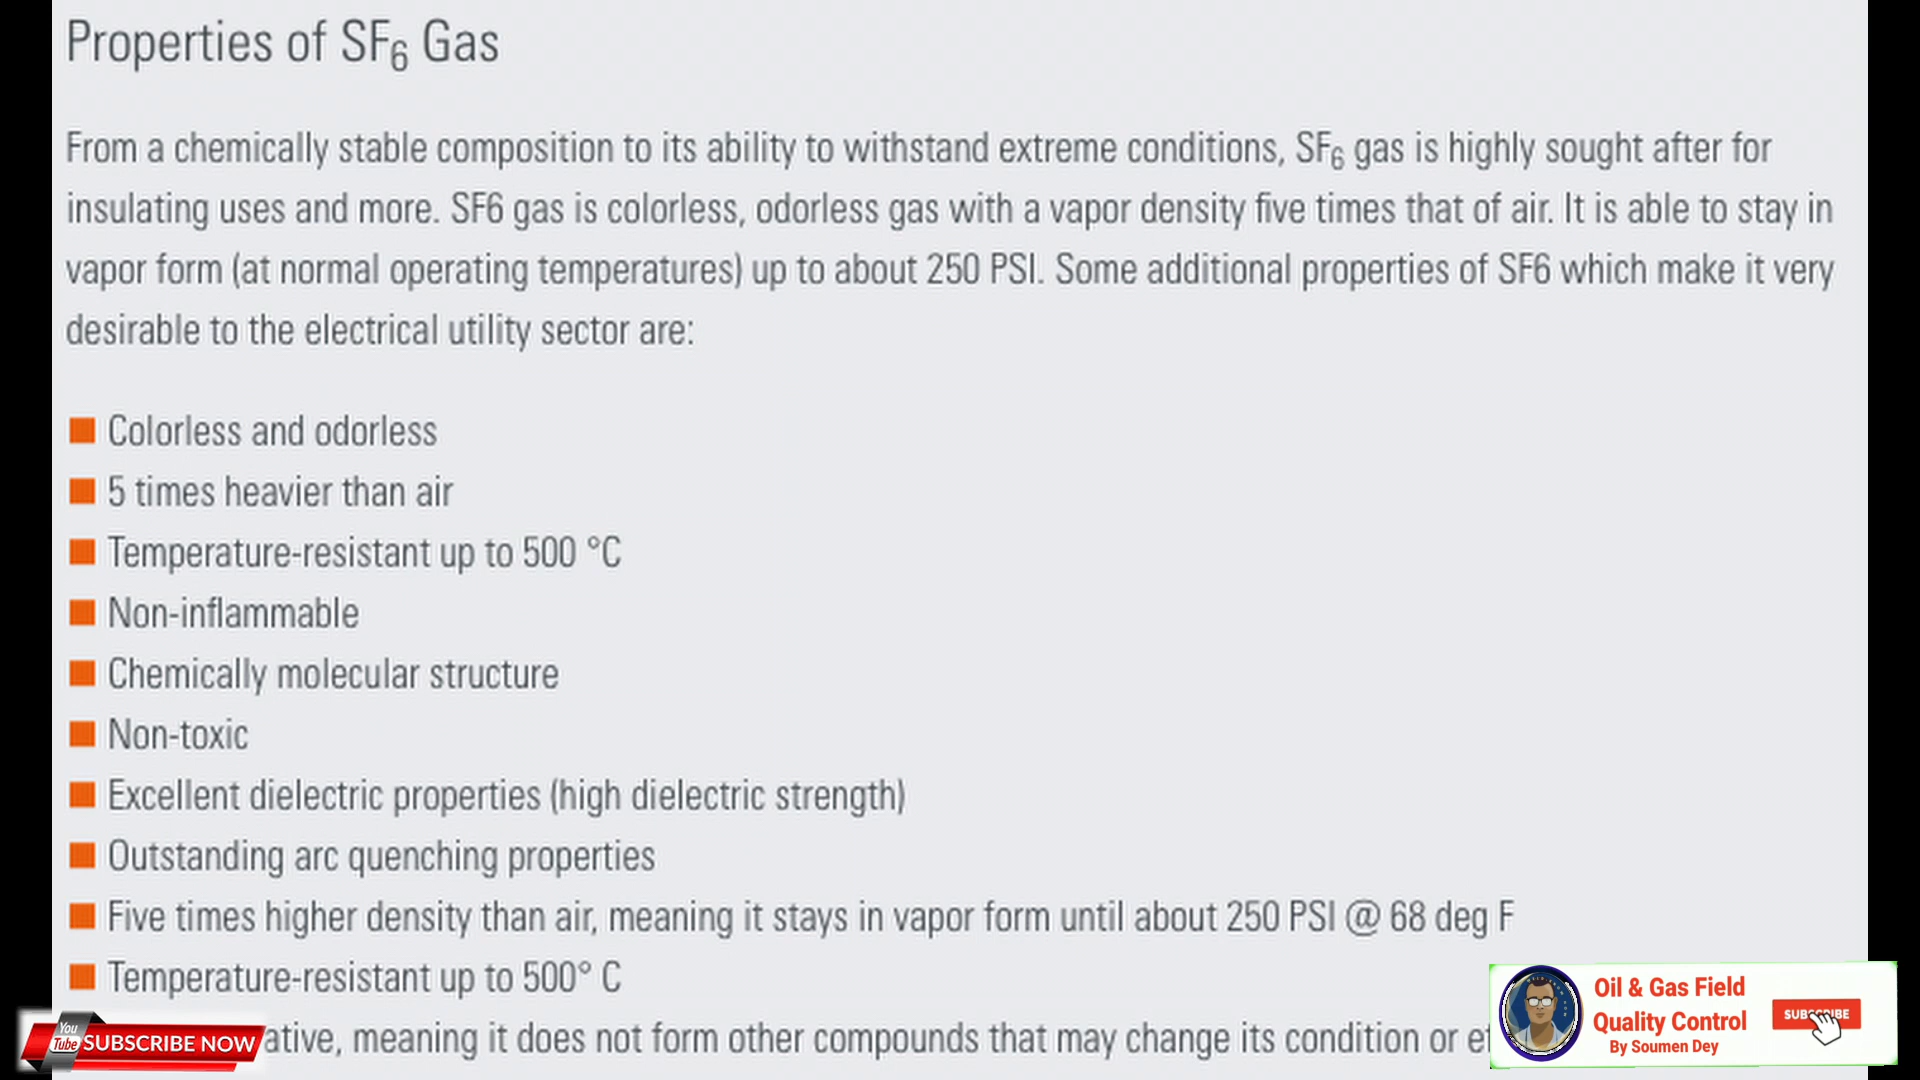 Properties of SF6 Gas
From a chemically stable composition to its ability to withstand extreme conditions, SF6 gas is highly sought after for
insulating uses and more. SF6 gas is colorless, odorless gas with a vapor density five times that of air. It is able to stay in
vapor form (at normal operating temperatures) up to about 250 PSI. Some additional properties of SF6 which make it very
desirable to the electrical utility sector are:
Colorless and odorless
5 times heavier than air
Temperature-resistant up to 500 °C
Non-inflammable
Chemically molecular structure
Non-toxic
Excellent dielectric properties (high dielectric strength)
Outstanding arc quenching properties
Five times higher density than air, meaning it stays in vapor form until about 250 PSI @ 68 deg F
Temperature-resistant up to 500° C
ative, meaning it does not form other compounds that may change its condition or
You
Tube
SUBSCRIBE NOW
Oil & Gas Field
Quality Control
By Soumen Dey
SUBSCRIBE